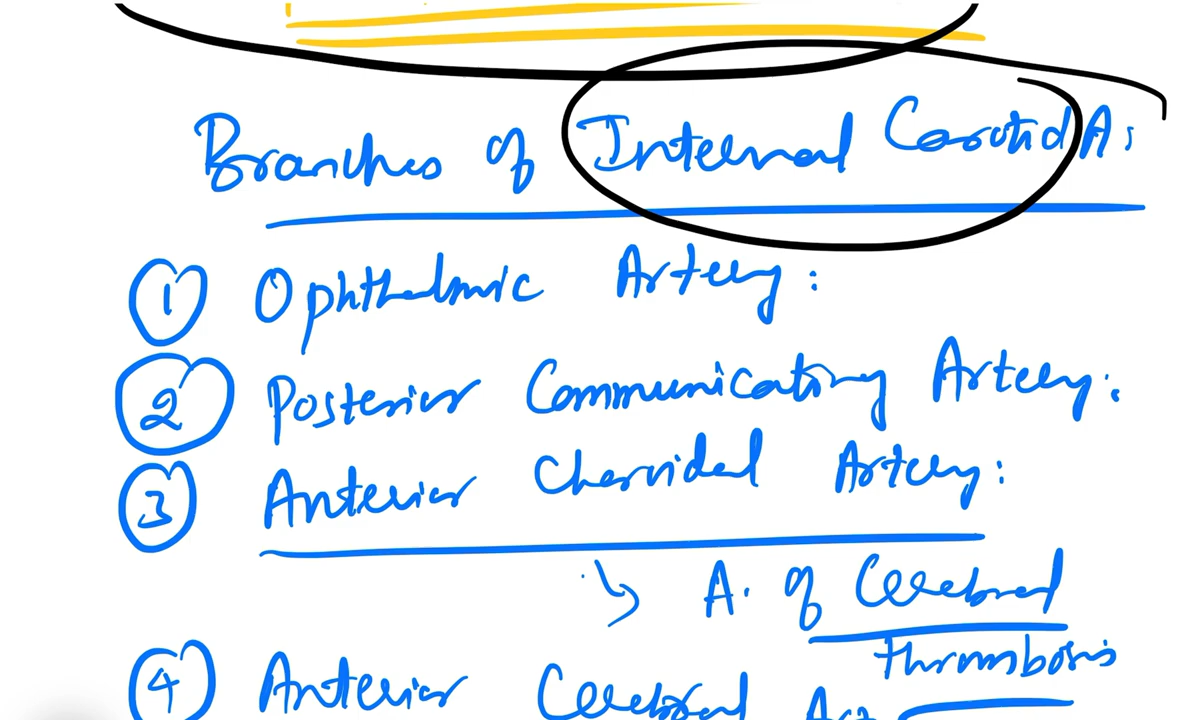 Branches of Internal Carotid A:
① Ophthalmic Artery:
② Posterior Communicating Artery:
③ Anterior Choroidal Artery:
↳ A. of Cerebral
thrombosis
④ Anterior Cerebral Art